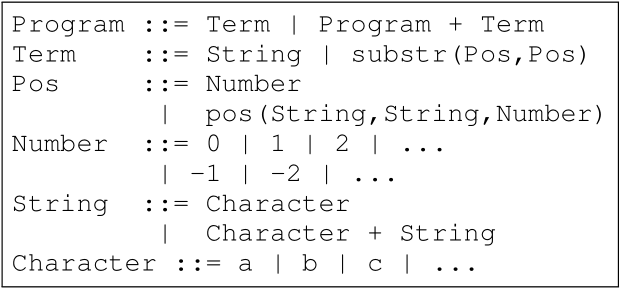 Program ::= Term | Program + Term
Term ::= String | substr(Pos,Pos)
Pos ::= Number
| pos(String,String,Number)
Number ::= 0 | 1 | 2 | ...
| −1 | −2 | ...
String ::= Character
| Character + String
Character ::= a | b | c | ...